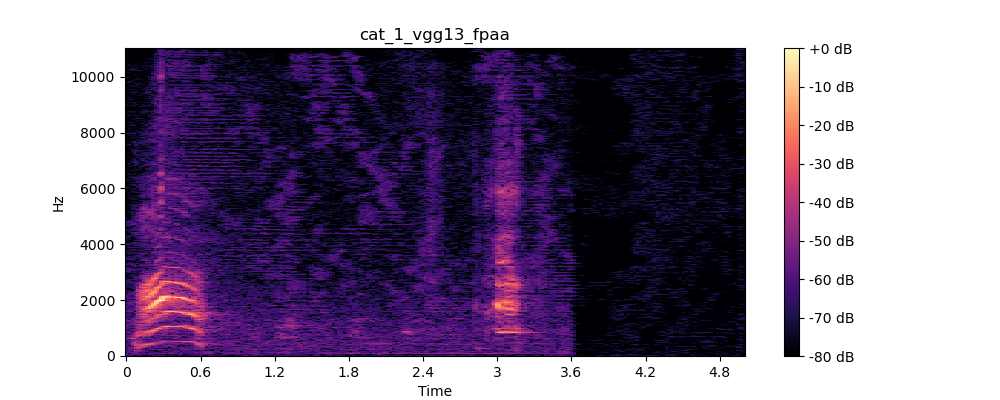 cat_1_vgg13_fpaa
Hz
10000
8000
6000
4000
2000
0
0 0.6 1.2 1.8 2.4 3 3.6 4.2 4.8
Time
+0 dB
-10 dB
-20 dB
-30 dB
-40 dB
-50 dB
-60 dB
-70 dB
-80 dB